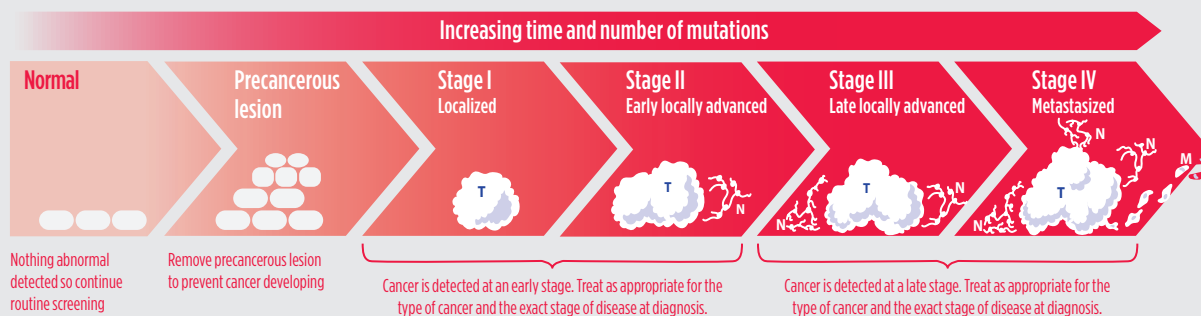 Increasing time and number of mutations
Normal
Precancerous
lesion
Stage I
Localized
Stage II
Early locally advanced
Stage III
Late locally advanced
Stage IV
Metastasized
T
T
N
N
T
N
N
T
N
N
N
M
Nothing abnormal
detected so continue
routine screening
Remove precancerous lesion
to prevent cancer developing
Cancer is detected at an early stage. Treat as appropriate for the
type of cancer and the exact stage of disease at diagnosis.
Cancer is detected at a late stage. Treat as appropriate for the
type of cancer and the exact stage of disease at diagnosis.